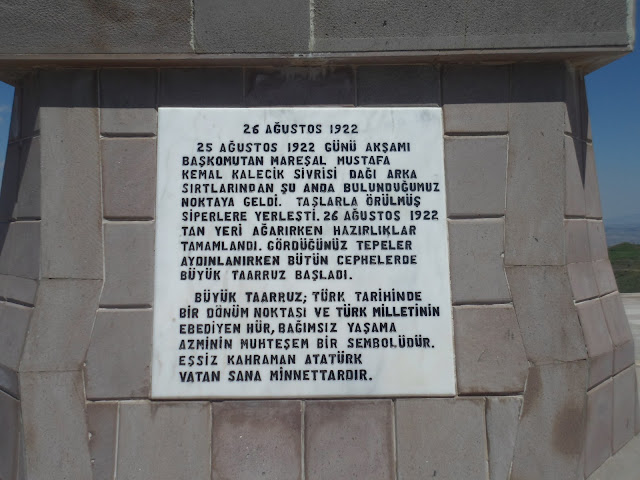 26 AĞUSTOS 1922
25 AĞUSTOS 1922 GÜNÜ AKŞAMI
BAŞKOMUTAN MAREŞAL MUSTAFA
KEMAL KALECİK SİVRİSİ DAĞI ARKA
SIRTLARINDAN ŞU ANDA BULUNDUĞUMUZ
NOKTAYA GELDİ. TAŞLARLA ÖRÜLMÜŞ
SİPERLERE YERLEŞTİ. 26 AĞUSTOS 1922
TAN YERİ AĞARIRKEN HAZIRLIKLAR
TAMAMLANDI. GÖRDÜĞÜNÜZ TEPELER
AYDINLANIRKEN BÜTÜN CEPHELERDE
BÜYÜK TAARRUZ BAŞLADI.
BÜYÜK TAARRUZ; TÜRK TARİHİNDE
BİR DÖNÜM NOKTASI VE TÜRK MİLLETİNİN
EBEDİYEN HÜR, BAĞIMSIZ YAŞAMA
AZMİNİN MUHTEŞEM BİR SEMBOLÜDÜR.
EŞSİZ KAHRAMAN ATATÜRK
VATAN SANA MİNNETTARDIR.